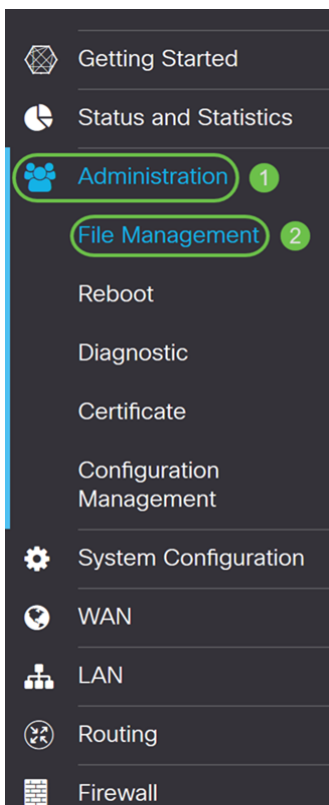 Getting Started
Status and Statistics
Administration 1
File Management 2
Reboot
Diagnostic
Certificate
Configuration
Management
System Configuration
WAN
LAN
Routing
Firewall